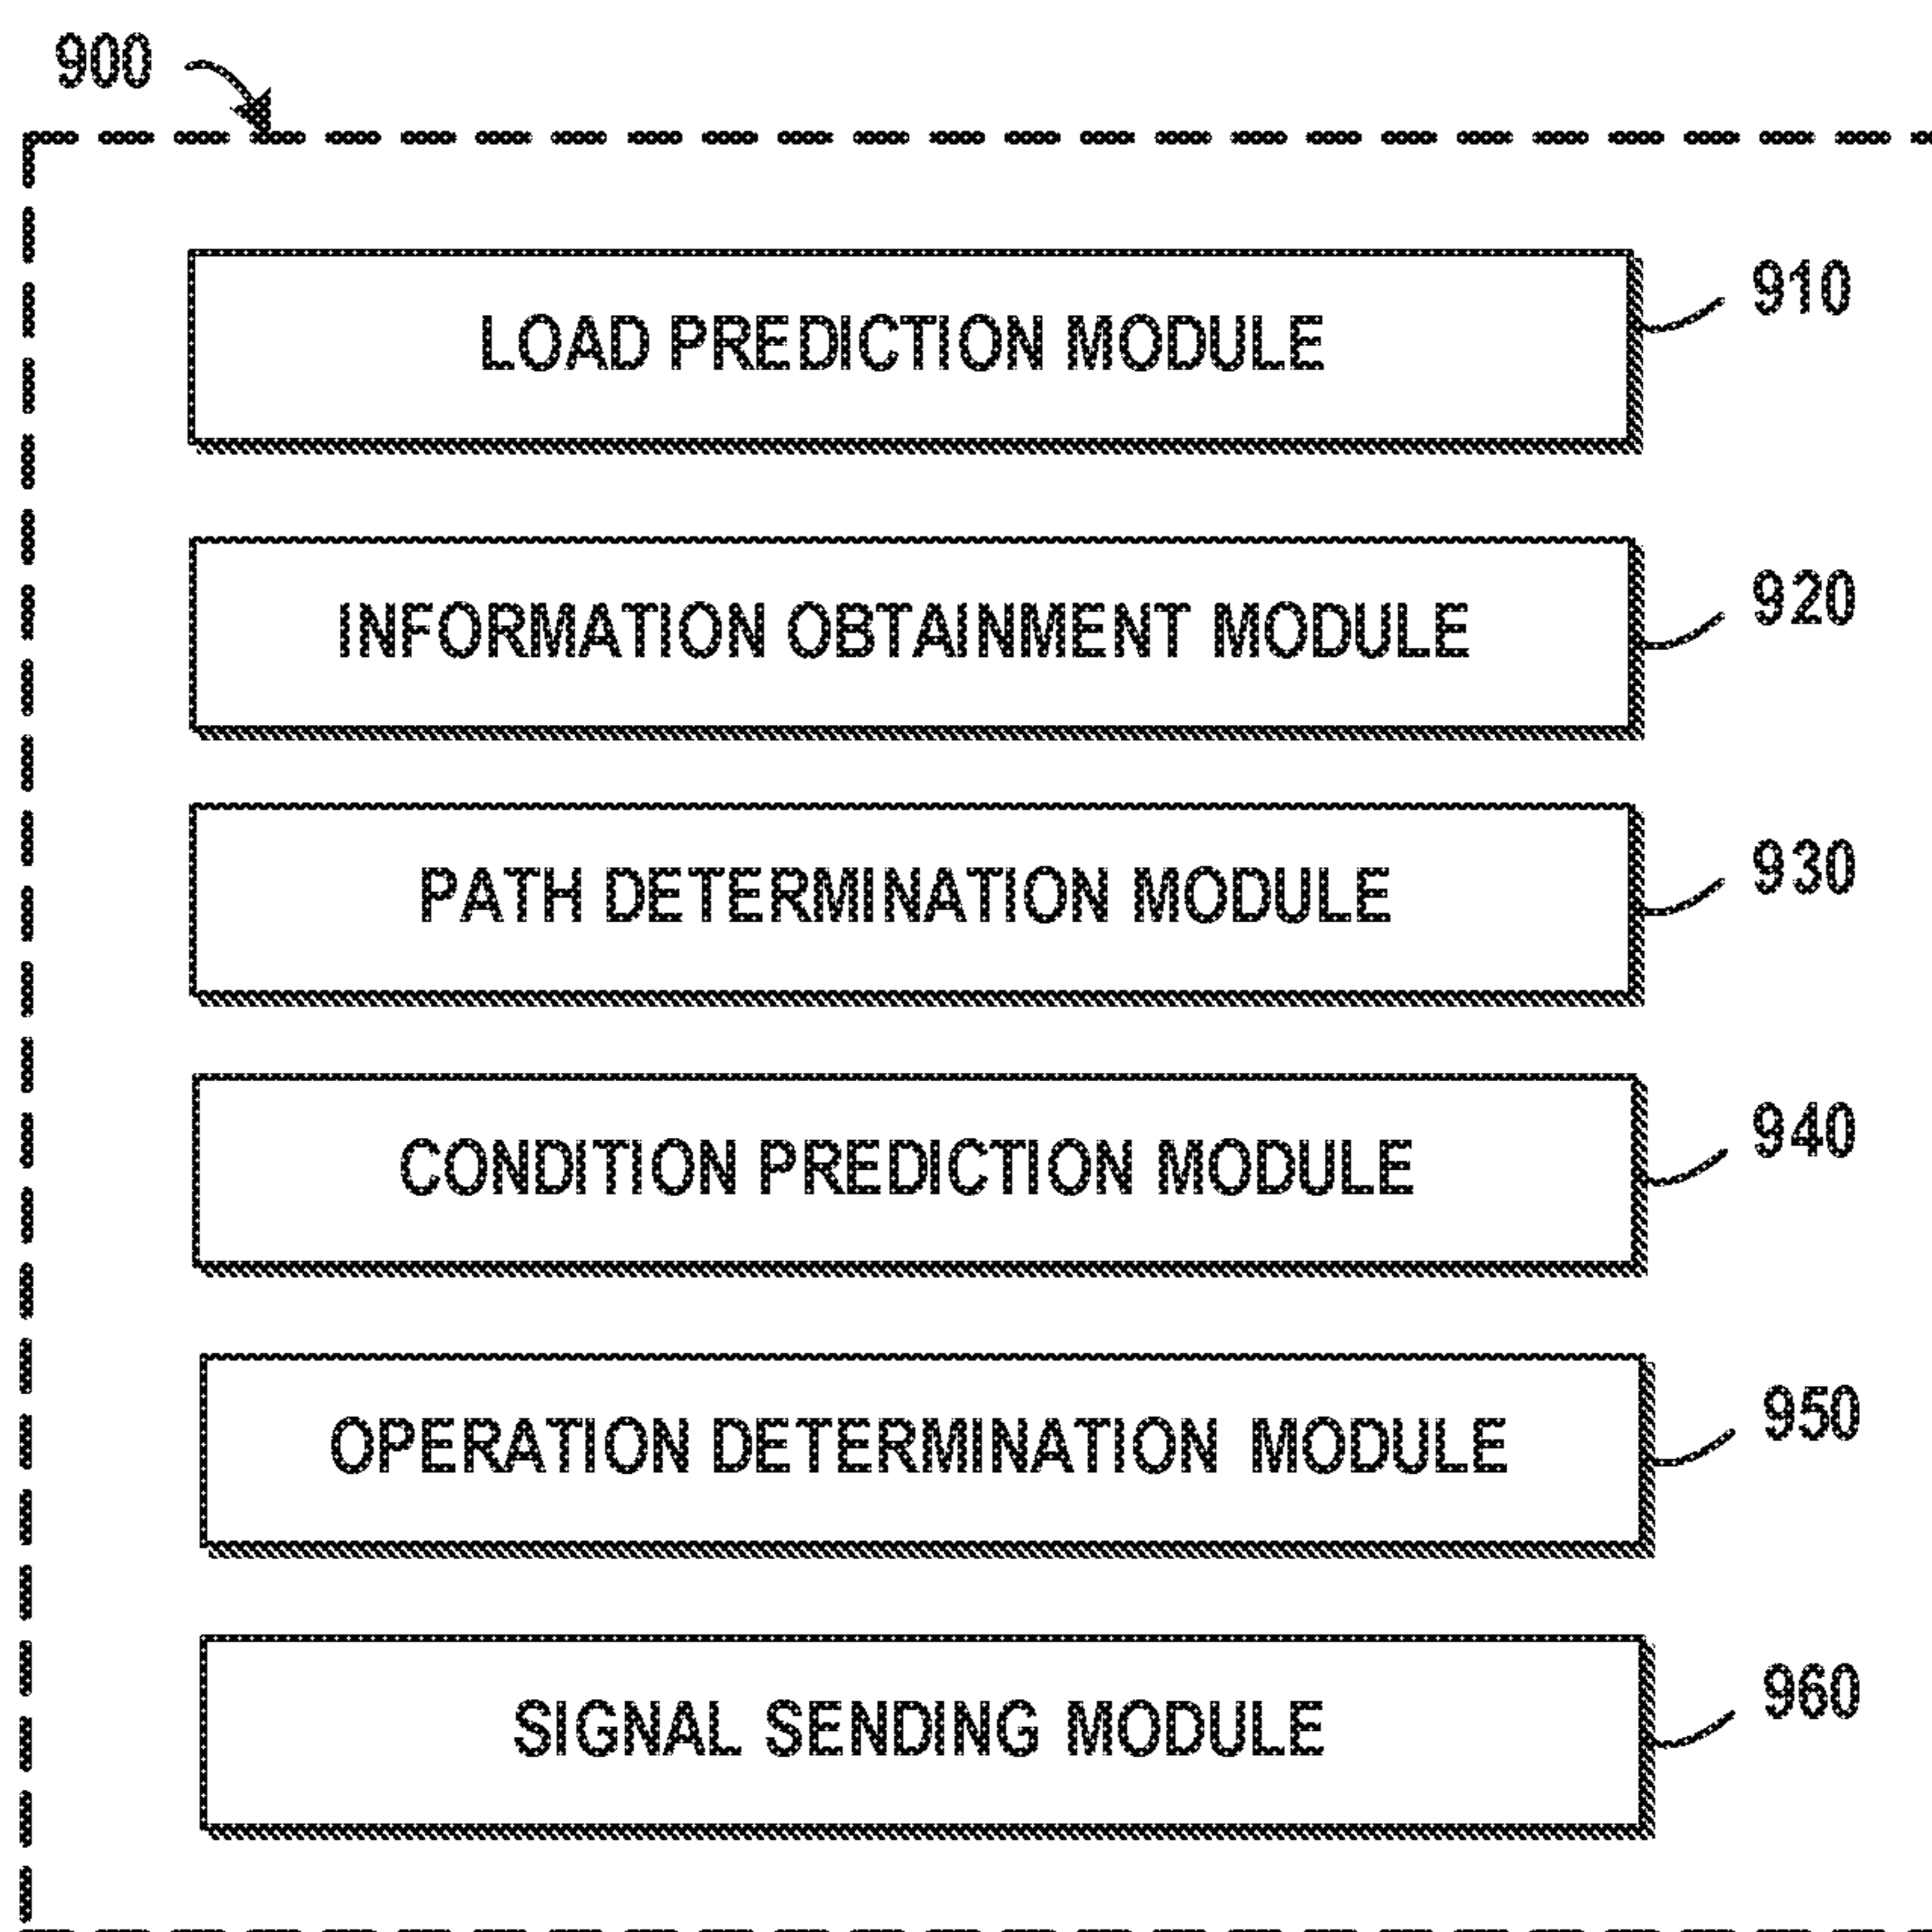 900
LOAD PREDICTION MODULE
910
INFORMATION OBTAINMENT MODULE
920
PATH DETERMINATION MODULE
930
CONDITION PREDICTION MODULE
940
OPERATION DETERMINATION MODULE
950
SIGNAL SENDING MODULE
960